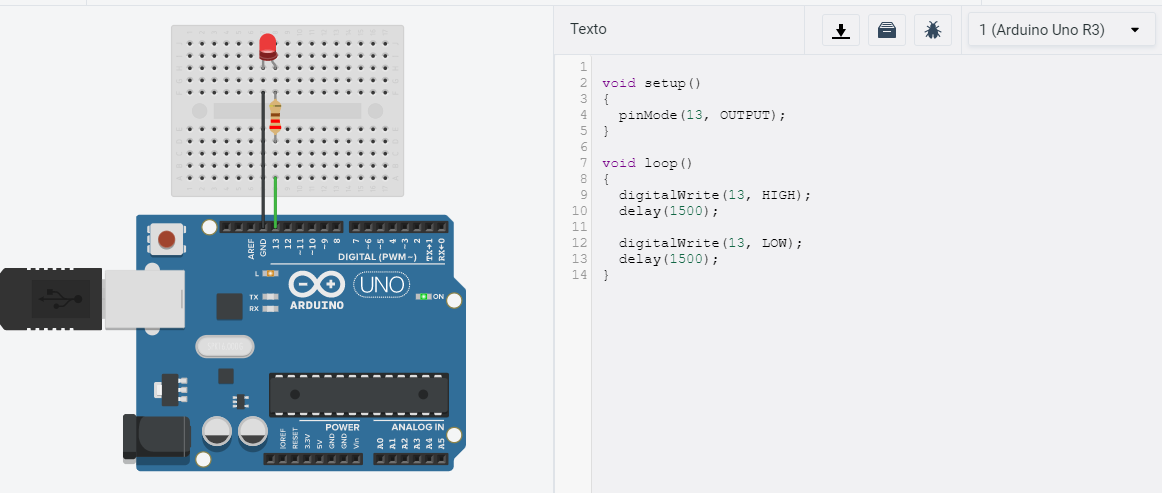 Texto
1 (Arduino Uno R3)
1
2 void setup()
3 {
4 pinMode(13, OUTPUT);
5 }
6
7 void loop()
8 {
9 digitalWrite(13, HIGH);
10 delay(1500);
11
12 digitalWrite(13, LOW);
13 delay(1500);
14 }
AREF
GND
13
12
~11
~10
~9
8
7
~6
~5
4
~3
2
TX→1
RX←0
DIGITAL (PWM~)
L
TX
RX
UNO
ARDUINO
ON
POWER
ANALOG IN
IOREF
RESET
3.3V
5V
GND
GND
Vin
A0
A1
A2
A3
A4
A5